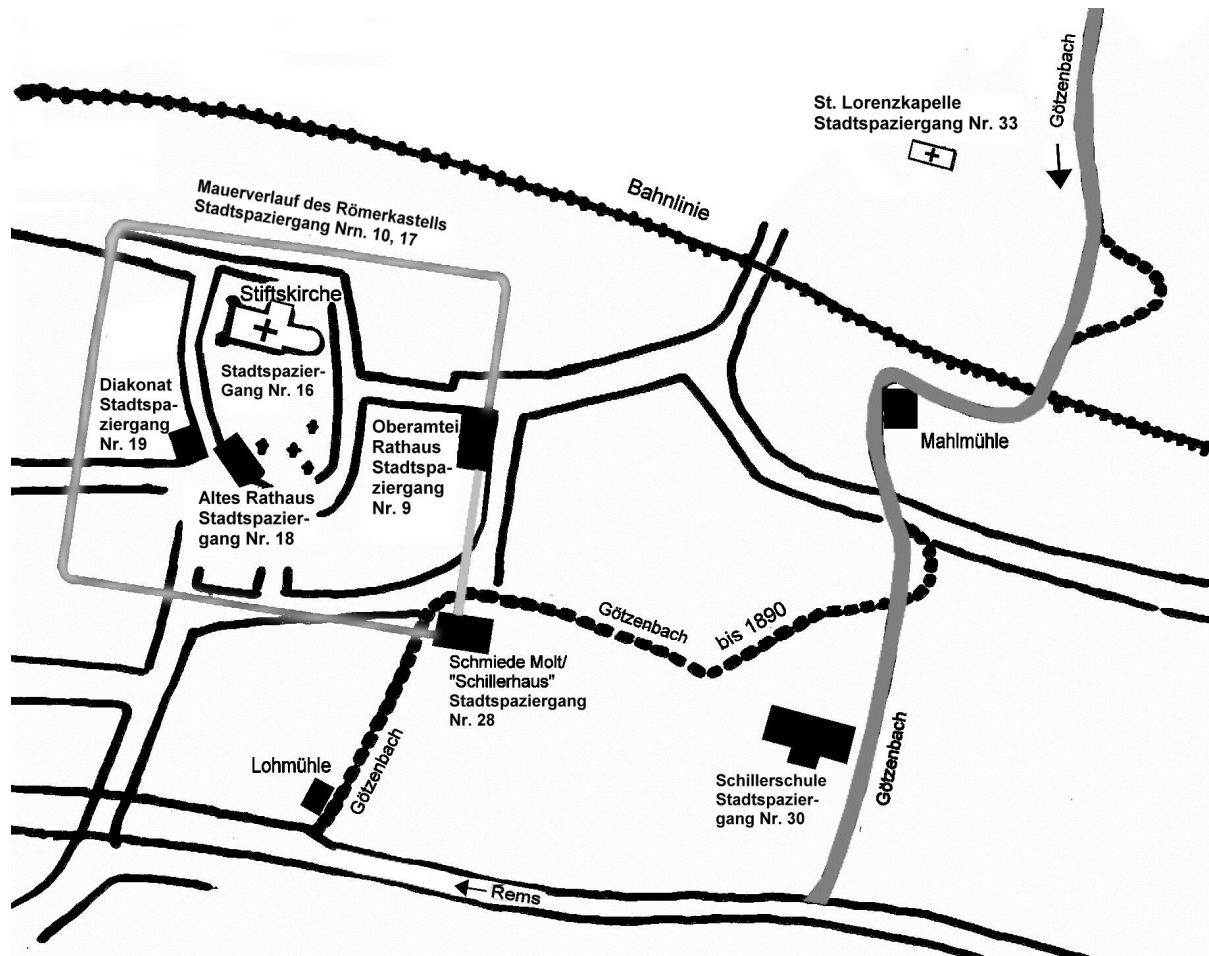 Götzenbach
St. Lorenzkapelle
Stadtspaziergang Nr. 33
Bahnlinie
Mauerverlauf des Römerkastells
Stadtspaziergang Nrn. 10, 17
Stiftskirche
Stadtspazier-
Gang Nr. 16
Diakonat
Stadtspa-
ziergang
Nr. 19
Oberamtei
Rathaus
Stadtspa-
ziergang
Nr. 9
Mahlmühle
Altes Rathaus
Stadtspazier-
gang Nr. 18
Götzenbach
bis 1890
Schmiede Molt/
"Schillerhaus"
Stadtspaziergang
Nr. 28
Lohmühle
Götzenbach
Schillerschule
Stadtspazier-
gang Nr. 30
Götzenbach
Rems